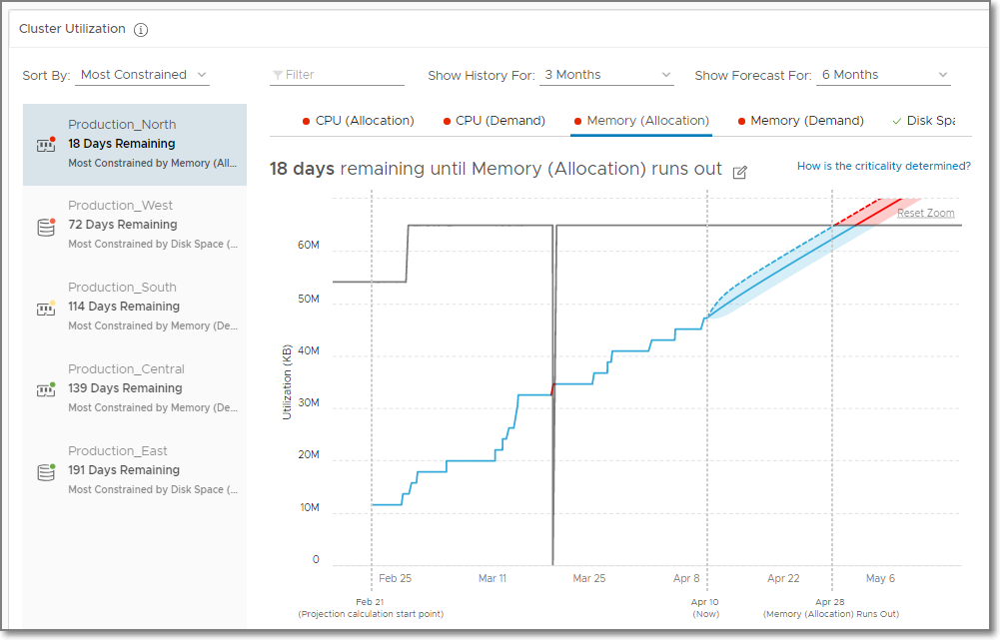 Cluster Utilization
Sort By: Most Constrained
Filter
Show History For: 3 Months
Show Forecast For: 6 Months
Production_North
18 Days Remaining
Most Constrained by Memory (All...
Production_West
72 Days Remaining
Most Constrained by Disk Space (...
Production_South
114 Days Remaining
Most Constrained by Memory (De...
Production_Central
139 Days Remaining
Most Constrained by Memory (De...
Production_East
191 Days Remaining
Most Constrained by Disk Space (...
CPU (Allocation)
CPU (Demand)
Memory (Allocation)
Memory (Demand)
Disk Spa
18 days remaining until Memory (Allocation) runs out
How is the criticality determined?
Reset Zoom
Utilization (KB)
60M
50M
40M
30M
20M
10M
0
Feb 25
Mar 11
Mar 25
Apr 8
Apr 22
May 6
Feb 21
(Projection calculation start point)
Apr 10
(Now)
Apr 28
(Memory (Allocation) Runs Out)